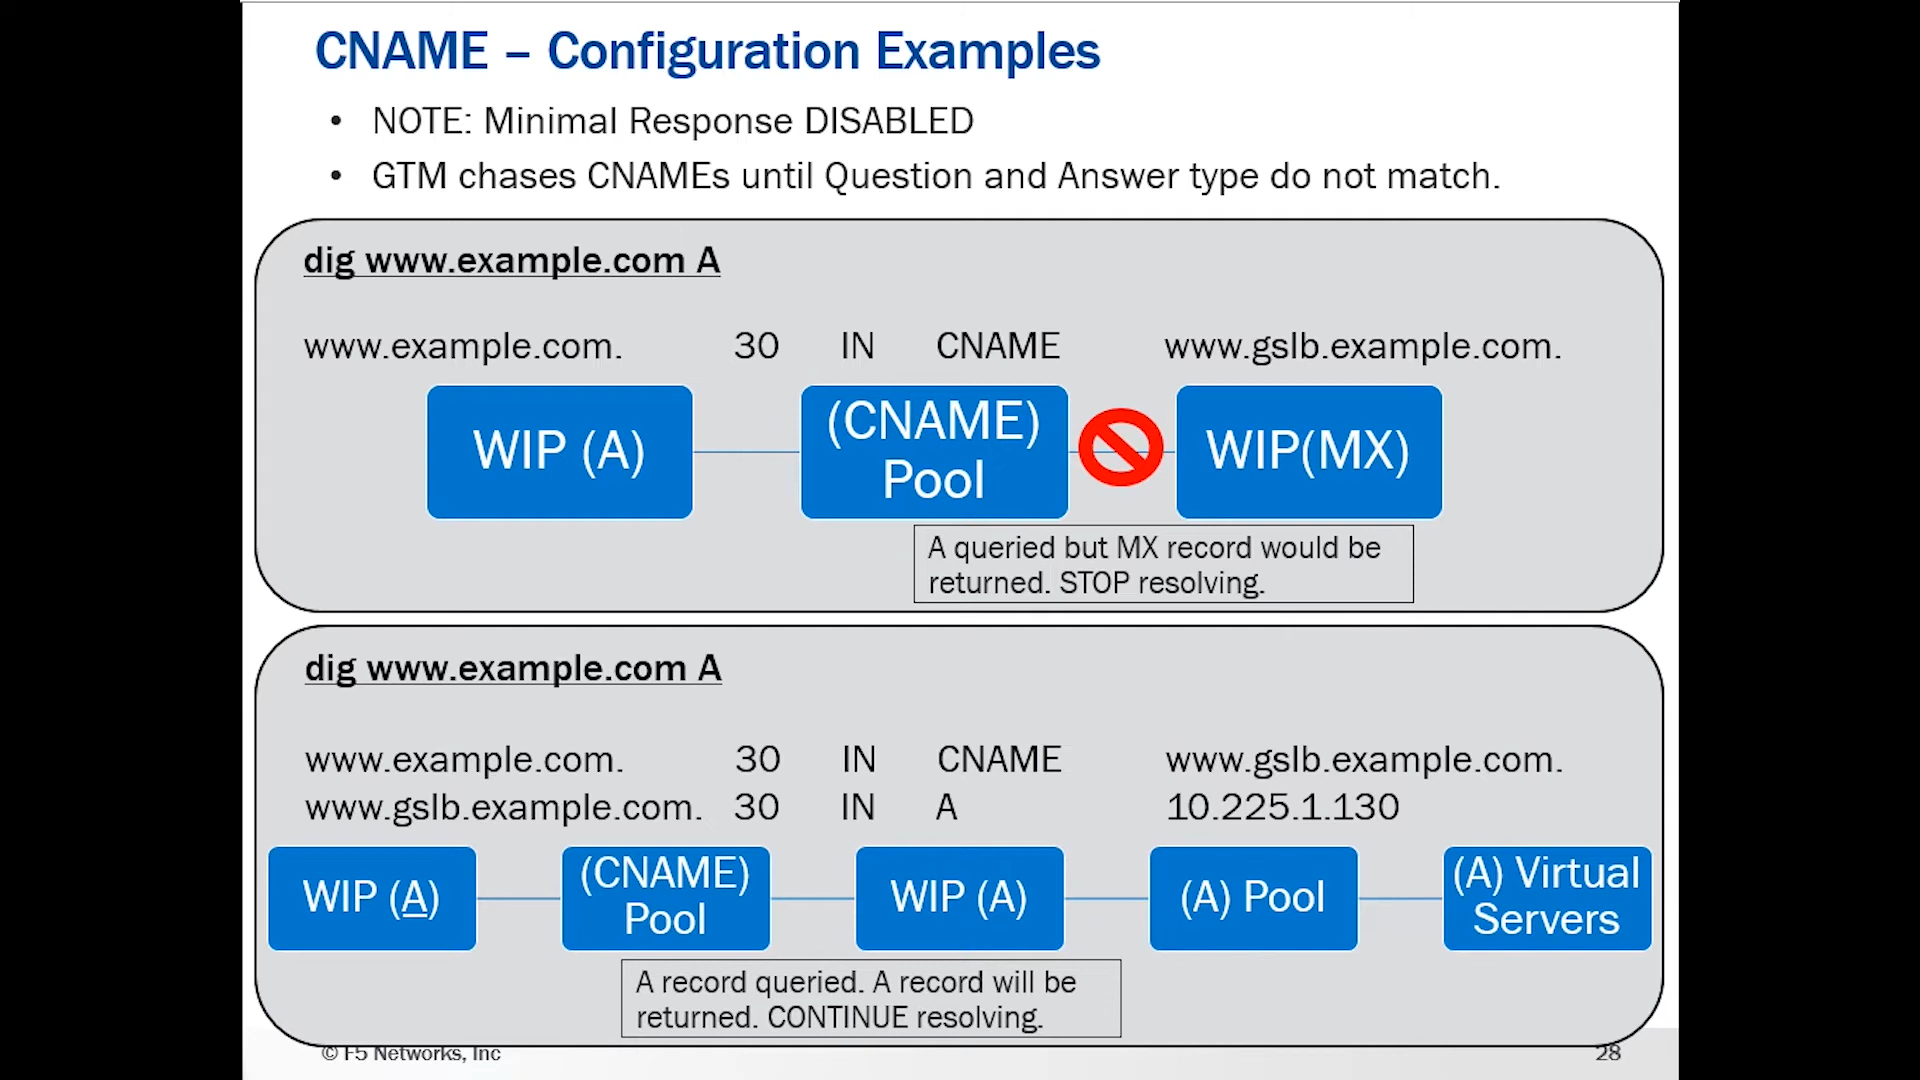 CNAME – Configuration Examples
• NOTE: Minimal Response DISABLED
• GTM chases CNAMEs until Question and Answer type do not match.
dig www.example.com A
www.example.com. 30 IN CNAME www.gslb.example.com.
WIP (A)
(CNAME)
Pool
WIP(MX)
A queried but MX record would be
returned. STOP resolving.
dig www.example.com A
www.example.com. 30 IN CNAME www.gslb.example.com.
www.gslb.example.com. 30 IN A 10.225.1.130
WIP (A)
(CNAME)
Pool
WIP (A)
(A) Pool
(A) Virtual
Servers
A record queried. A record will be
returned. CONTINUE resolving.
© F5 Networks, Inc
28